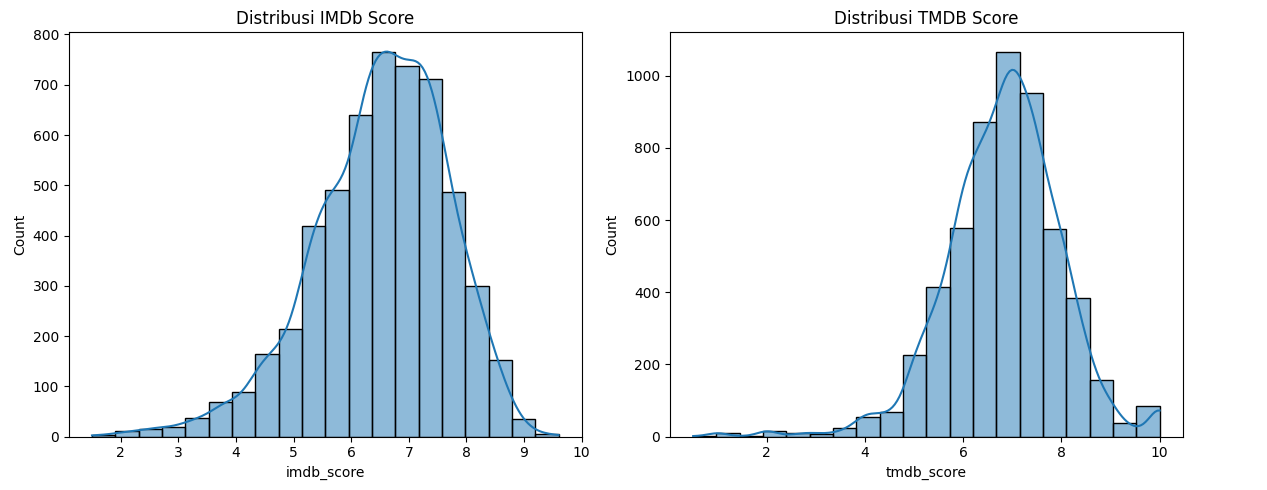 Distribusi IMDb Score
800
700
600
500
400
300
200
100
0
Count
2 3 4 5 6 7 8 9 10
imdb_score
Distribusi TMDB Score
1000
800
600
400
200
0
Count
2 4 6 8 10
tmdb_score